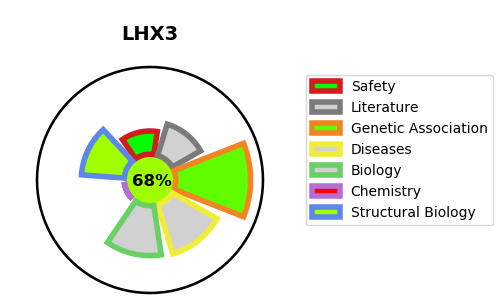 LHX3
68%
Safety
Literature
Genetic Association
Diseases
Biology
Chemistry
Structural Biology